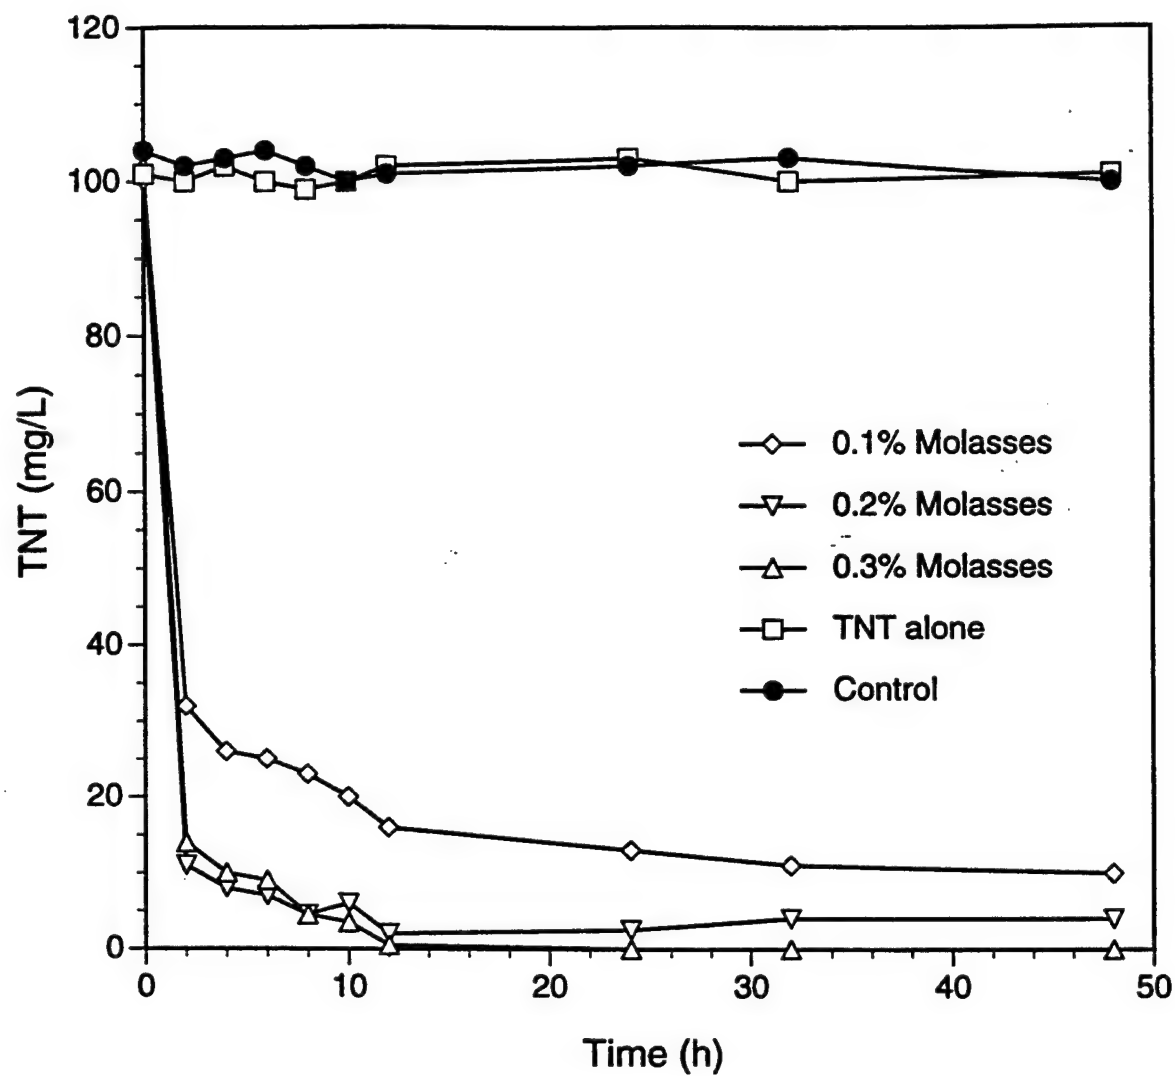 120
100
80
60
40
20
0
TNT (mg/L)
0.1% Molasses
0.2% Molasses
0.3% Molasses
TNT alone
Control
0 10 20 30 40 50
Time (h)